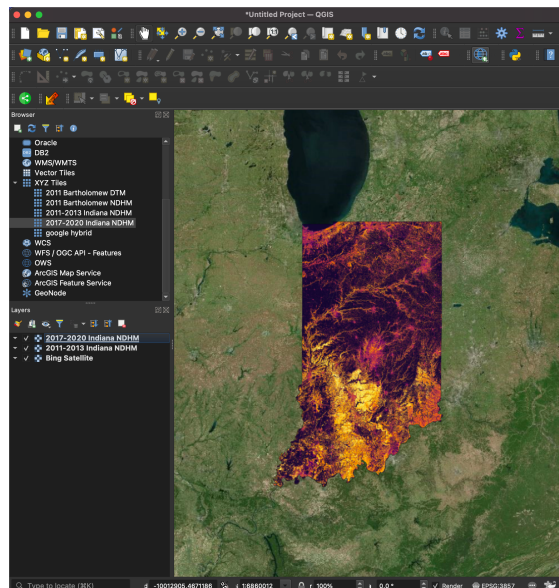 *Untitled Project — QGIS
Browser
Oracle
DB2
WMS/WMTS
Vector Tiles
XYZ Tiles
2011 Bartholomew DTM
2011 Bartholomew NDHM
2011-2013 Indiana NDHM
2017-2020 Indiana NDHM
google hybrid
WCS
WFS / OGC API - Features
OWS
ArcGIS Map Service
ArcGIS Feature Service
GeoNode
Layers
2017-2020 Indiana NDHM
2011-2013 Indiana NDHM
Bing Satellite
Type to locate (⌘K) -10012905.4671186 1:6860012 100% 0.0° Render EPSG:3857